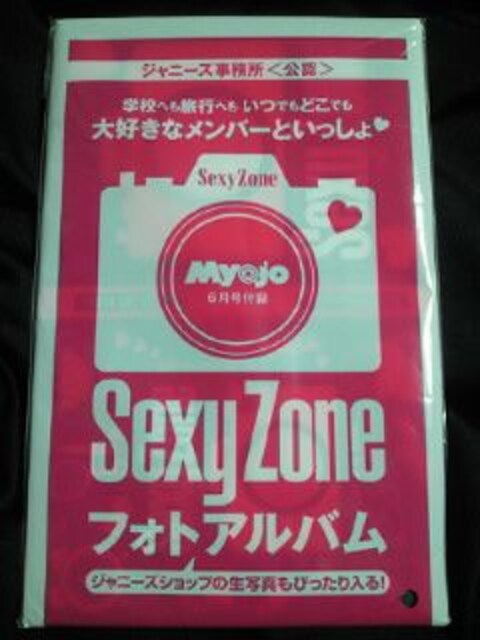 ジャニーズ事務所<公認>
学校へも旅行へも いつでもどこでも
大好きなメンバーといっしょ♥
Sexy Zone
Myojo
6月号付録
Sexy Zone
フォトアルバム
ジャニーズショップの生写真もぴったり入る!